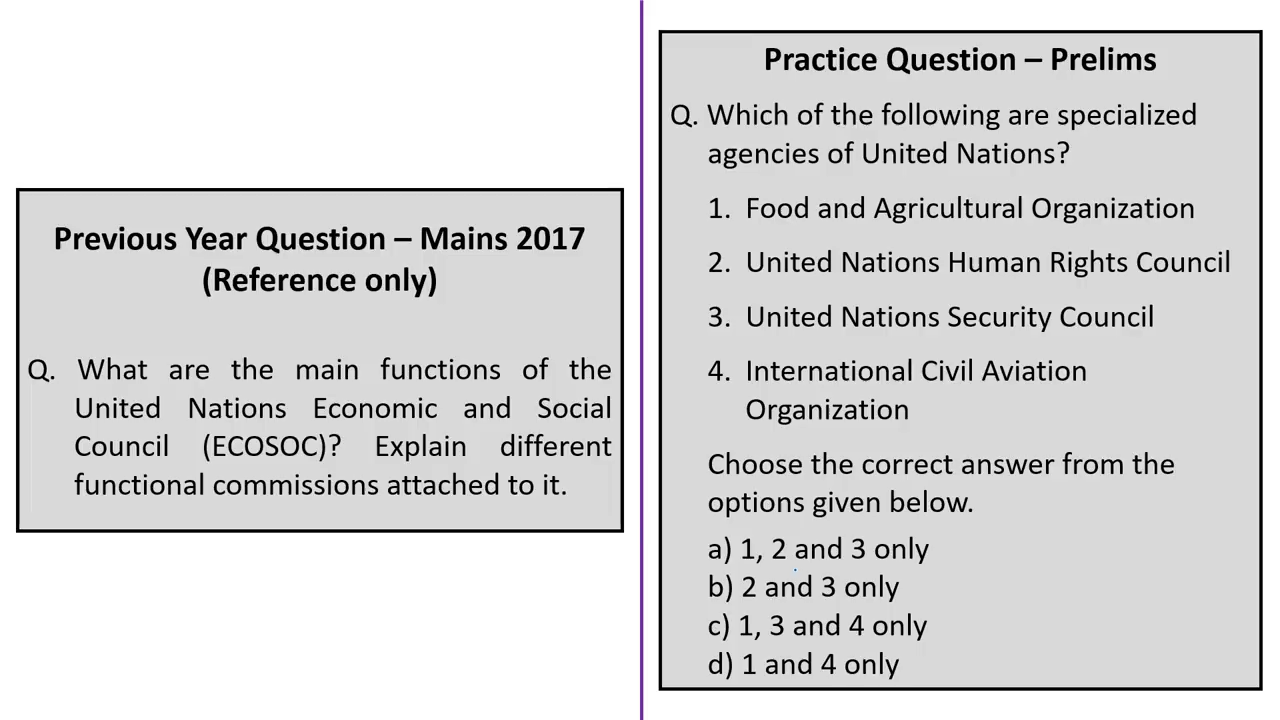 Previous Year Question – Mains 2017
(Reference only)
Q. What are the main functions of the
United Nations Economic and Social
Council (ECOSOC)? Explain different
functional commissions attached to it.
Practice Question – Prelims
Q. Which of the following are specialized
agencies of United Nations?
1. Food and Agricultural Organization
2. United Nations Human Rights Council
3. United Nations Security Council
4. International Civil Aviation
Organization
Choose the correct answer from the
options given below.
a) 1, 2 and 3 only
b) 2 and 3 only
c) 1, 3 and 4 only
d) 1 and 4 only